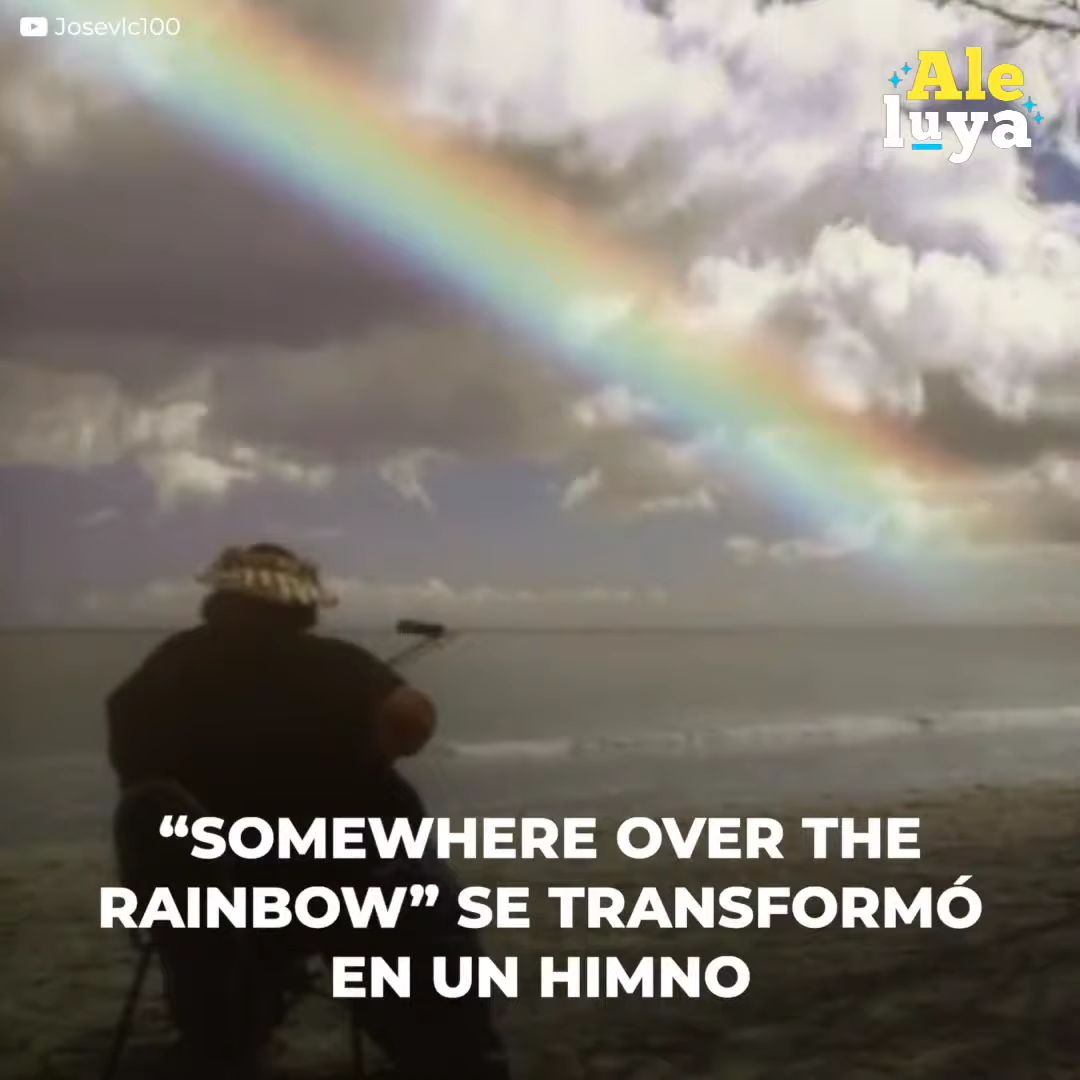 Josevlc100
Ale
luya
“SOMEWHERE OVER THE
RAINBOW” SE TRANSFORMÓ
EN UN HIMNO